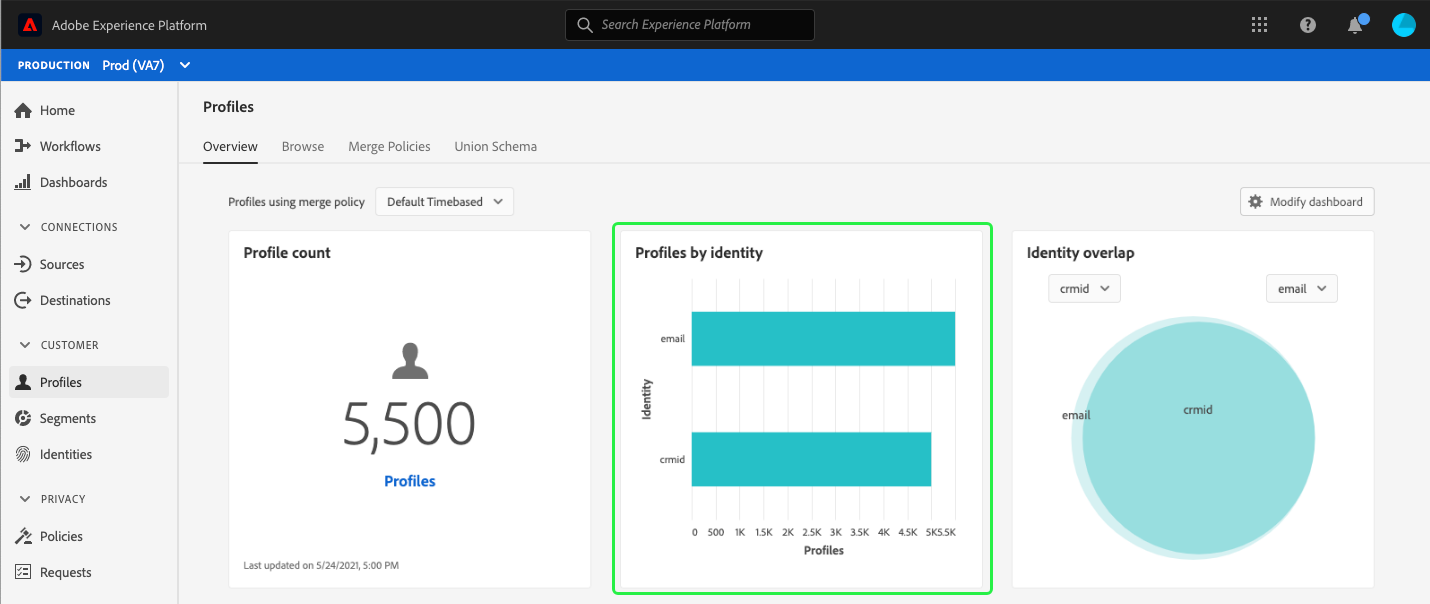 Adobe Experience Platform
Search Experience Platform
PRODUCTION Prod (VA7)
Home
Workflows
Dashboards
CONNECTIONS
Sources
Destinations
CUSTOMER
Profiles
Segments
Identities
PRIVACY
Policies
Requests
Profiles
Overview Browse Merge Policies Union Schema
Profiles using merge policy Default Timebased
Modify dashboard
Profile count
5,500
Profiles
Last updated on 5/24/2021, 5:00 PM
Profiles by identity
email
Identity
crmid
0 500 1K 1.5K 2K 2.5K 3K 3.5K 4K 4.5K 5K5.5K
Profiles
Identity overlap
crmid email
email crmid